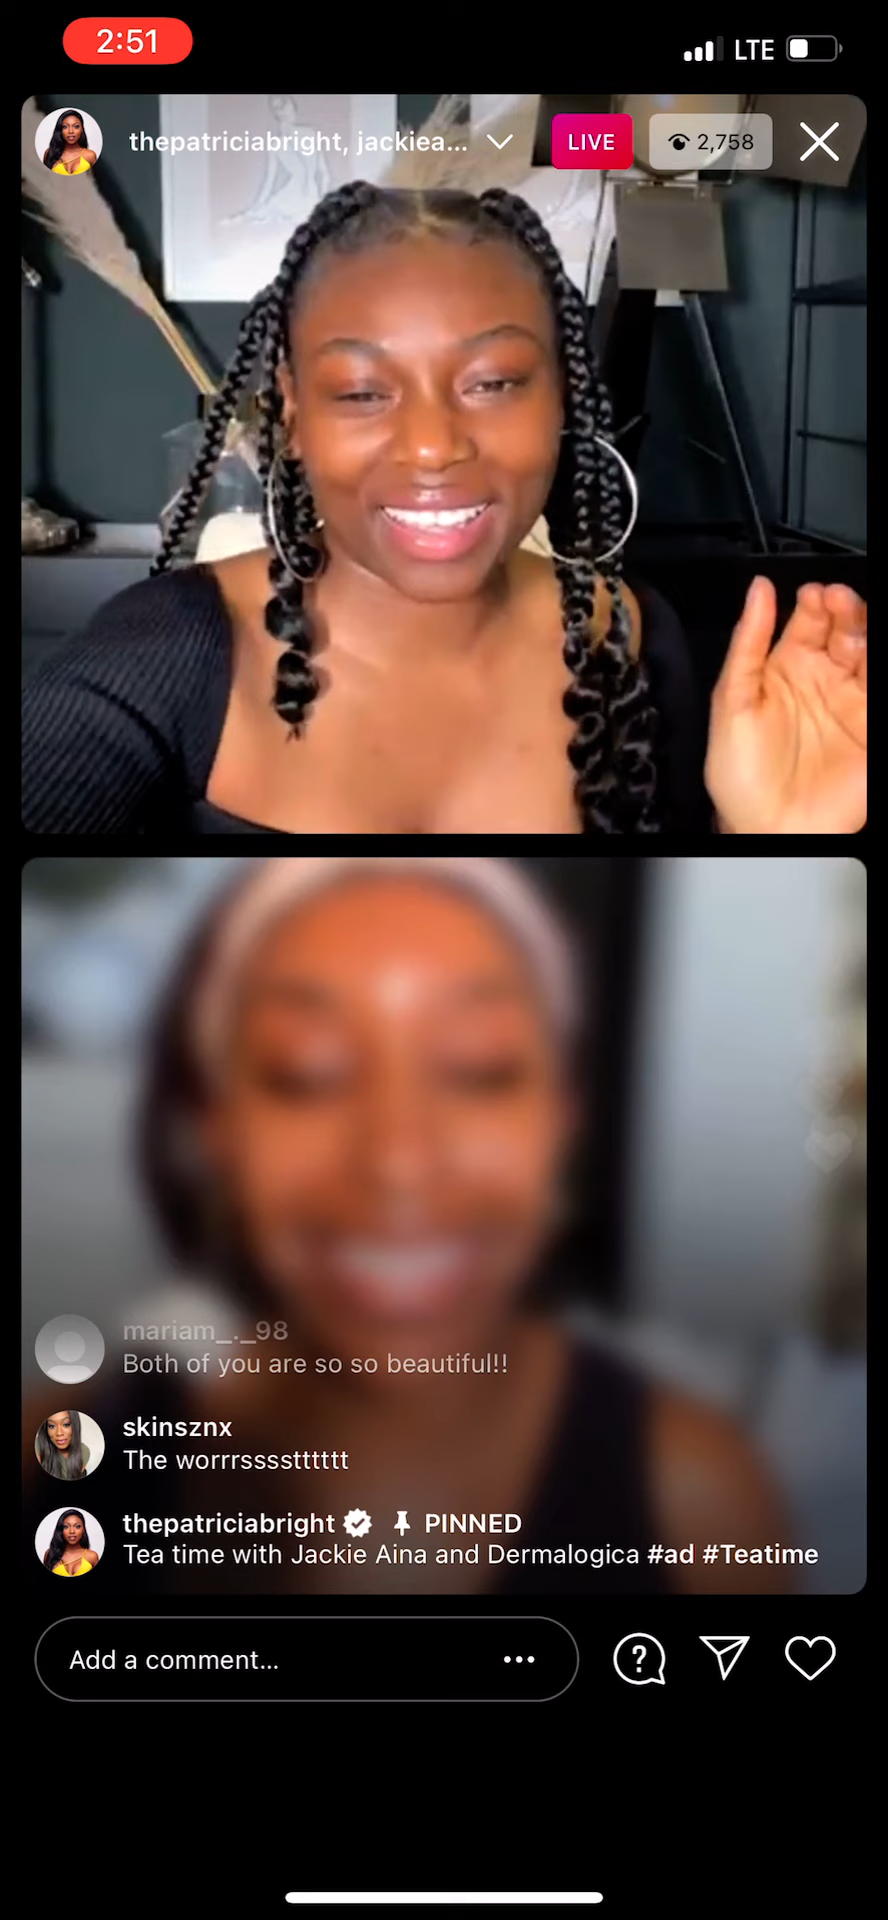 2:51
LTE
thepatriciabright, jackiea...
LIVE
2,758
mariam_._98
Both of you are so so beautiful!!
skinsznx
The worrrsssstttttt
thepatriciabright PINNED
Tea time with Jackie Aina and Dermalogica #ad #Teatime
Add a comment...